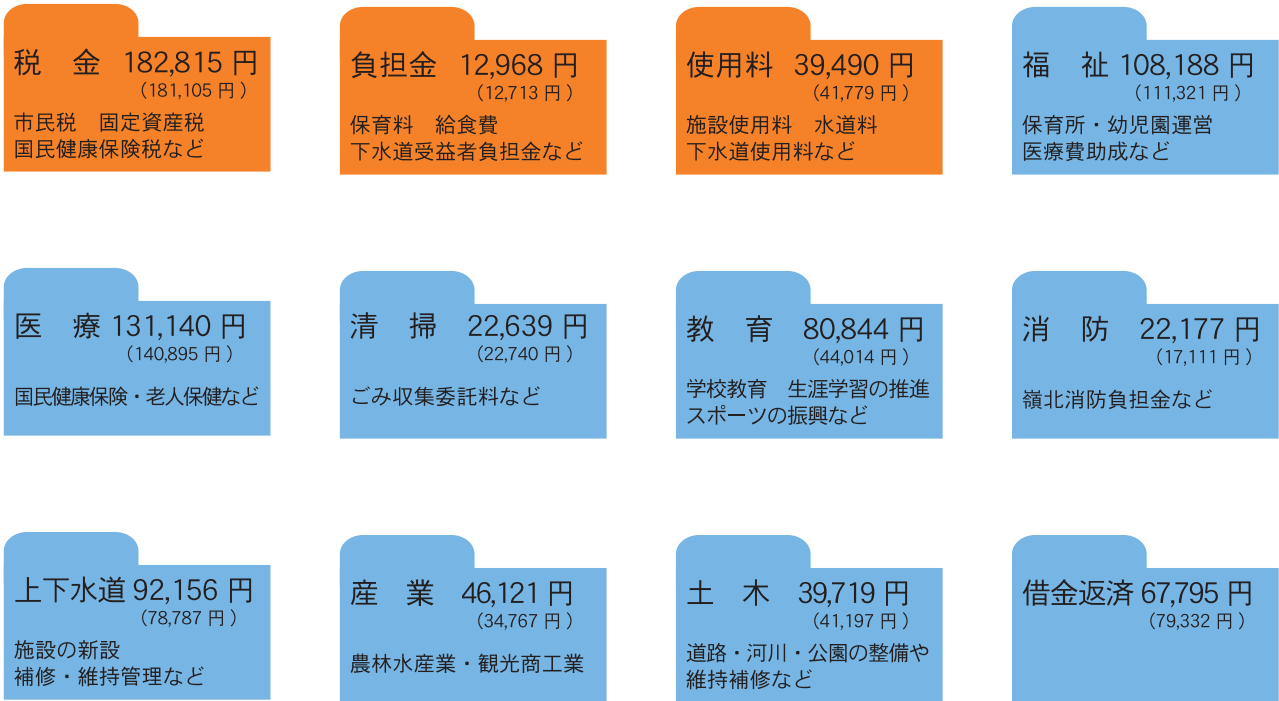 税　金 182,815 円
（181,105 円 ）
市民税　固定資産税
国民健康保険税など
負担金 12,968 円
（12,713 円 ）
保育料　給食費
下水道受益者負担金など
使用料 39,490 円
（41,779 円 ）
施設使用料　水道料
下水道使用料など
福　祉 108,188 円
（111,321 円 ）
保育所・幼児園運営
医療費助成など
医　療 131,140 円
（140,895 円 ）
国民健康保険・老人保健など
清　掃 22,639 円
（22,740 円 ）
ごみ収集委託料など
教　育 80,844 円
（44,014 円 ）
学校教育　生涯学習の推進
スポーツの振興など
消　防 22,177 円
（17,111 円 ）
嶺北消防負担金など
上下水道 92,156 円
（78,787 円 ）
施設の新設
補修・維持管理など
産　業 46,121 円
（34,767 円 ）
農林水産業・観光商工業
土　木 39,719 円
（41,197 円 ）
道路・河川・公園の整備や
維持補修など
借金返済 67,795 円
（79,332 円 ）